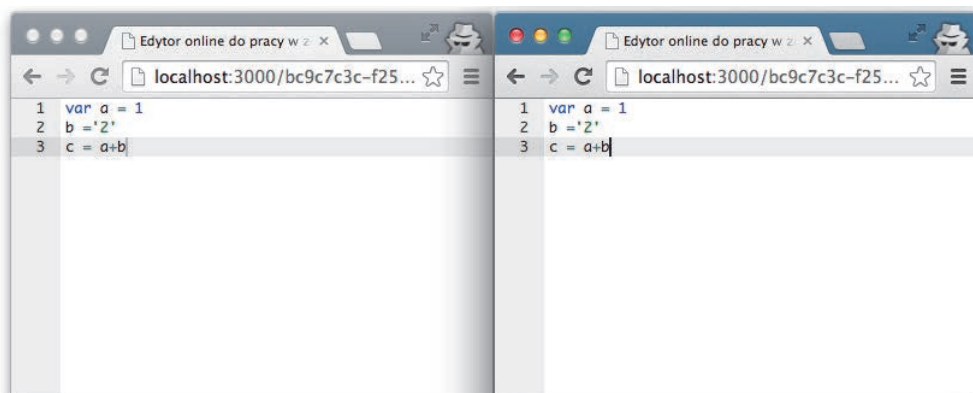 Edytor online do pracy w z
localhost:3000/bc9c7c3c-f25...
1 var a = 1
2 b ='2'
3 c = a+b
Edytor online do pracy w z
localhost:3000/bc9c7c3c-f25...
1 var a = 1
2 b ='2'
3 c = a+b